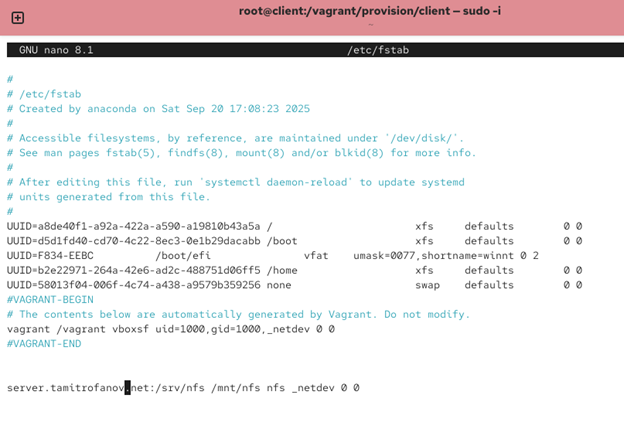 root@client:/vagrant/provision/client — sudo -i
GNU nano 8.1 /etc/fstab
#
# /etc/fstab
# Created by anaconda on Sat Sep 20 17:08:23 2025
#
# Accessible filesystems, by reference, are maintained under '/dev/disk/'.
# See man pages fstab(5), findfs(8), mount(8) and/or blkid(8) for more info.
#
# After editing this file, run 'systemctl daemon-reload' to update systemd
# units generated from this file.
#
UUID=a8de40f1-a92a-422a-a590-a19810b43a5a / xfs defaults 0 0
UUID=d5d1fd40-cd70-4c22-8ec3-0e1b29dacabb /boot xfs defaults 0 0
UUID=F834-EEBC /boot/efi vfat umask=0077,shortname=winnt 0 2
UUID=b2e22971-264a-42e6-ad2c-488751d06ff5 /home xfs defaults 0 0
UUID=58013f04-006f-4c74-a438-a9579b359256 none swap defaults 0 0
#VAGRANT-BEGIN
# The contents below are automatically generated by Vagrant. Do not modify.
vagrant /vagrant vboxsf uid=1000,gid=1000,_netdev 0 0
#VAGRANT-END
server.tamitrofanov.net:/srv/nfs /mnt/nfs nfs _netdev 0 0